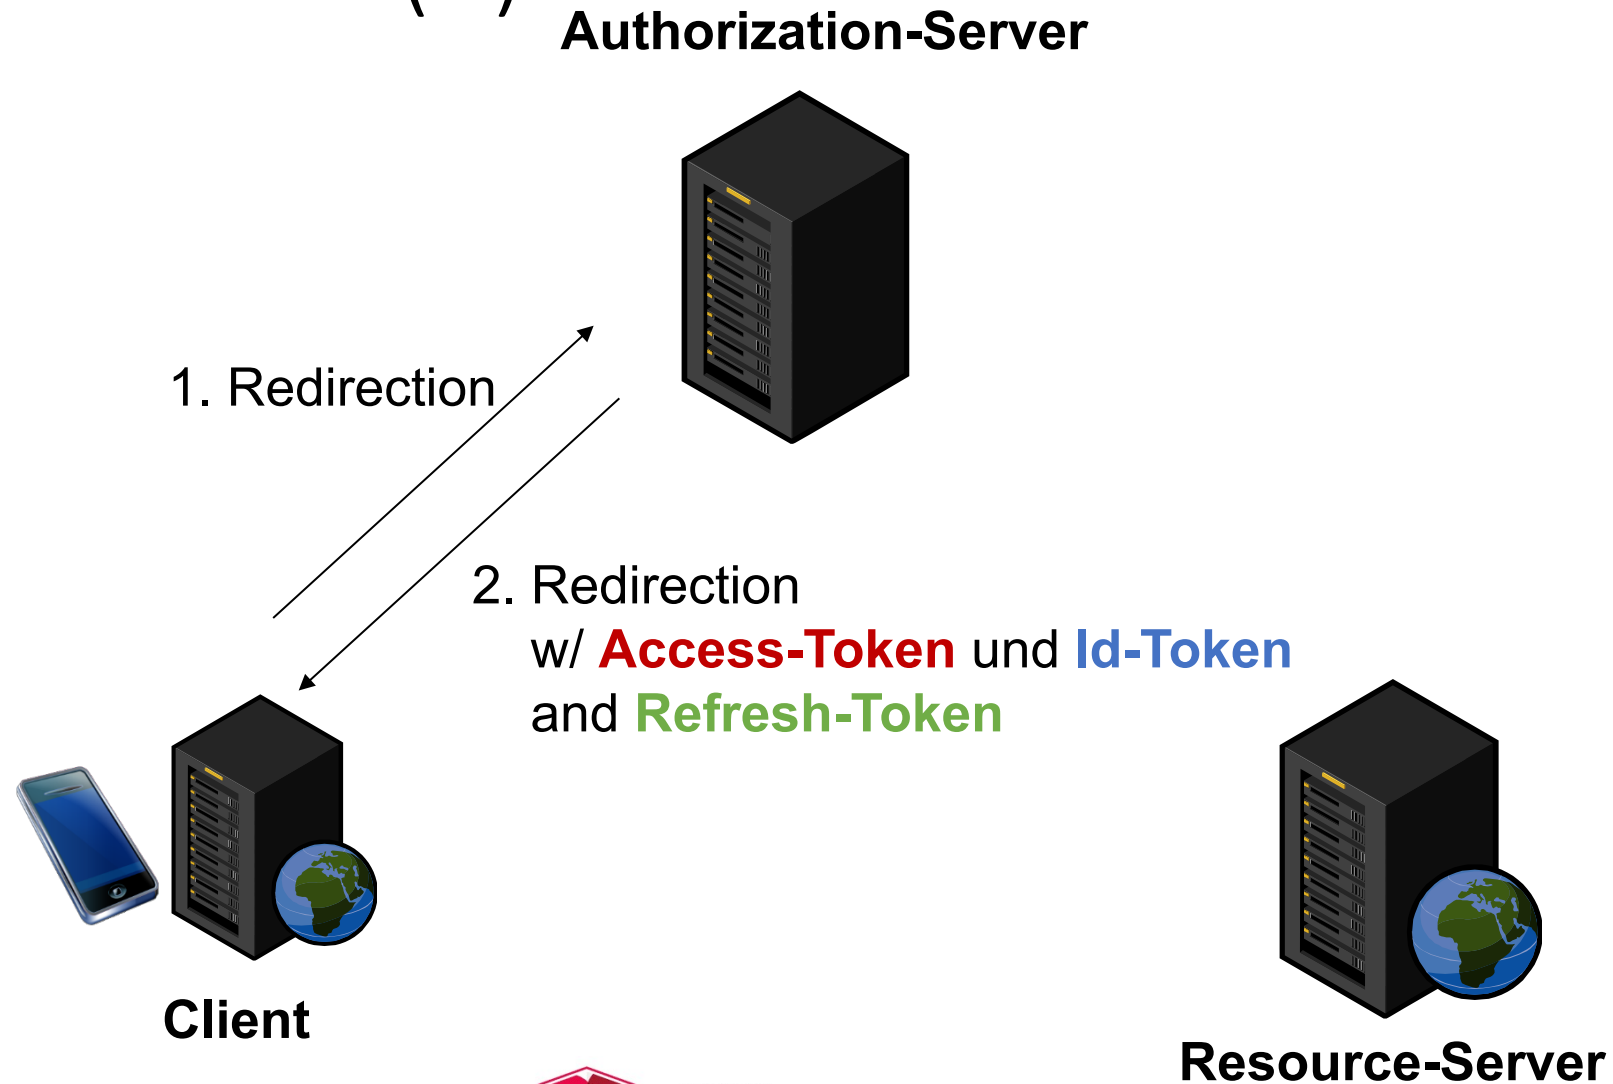 Authorization-Server
1. Redirection
2. Redirection
w/ Access-Token und Id-Token
and Refresh-Token
Client
Resource-Server